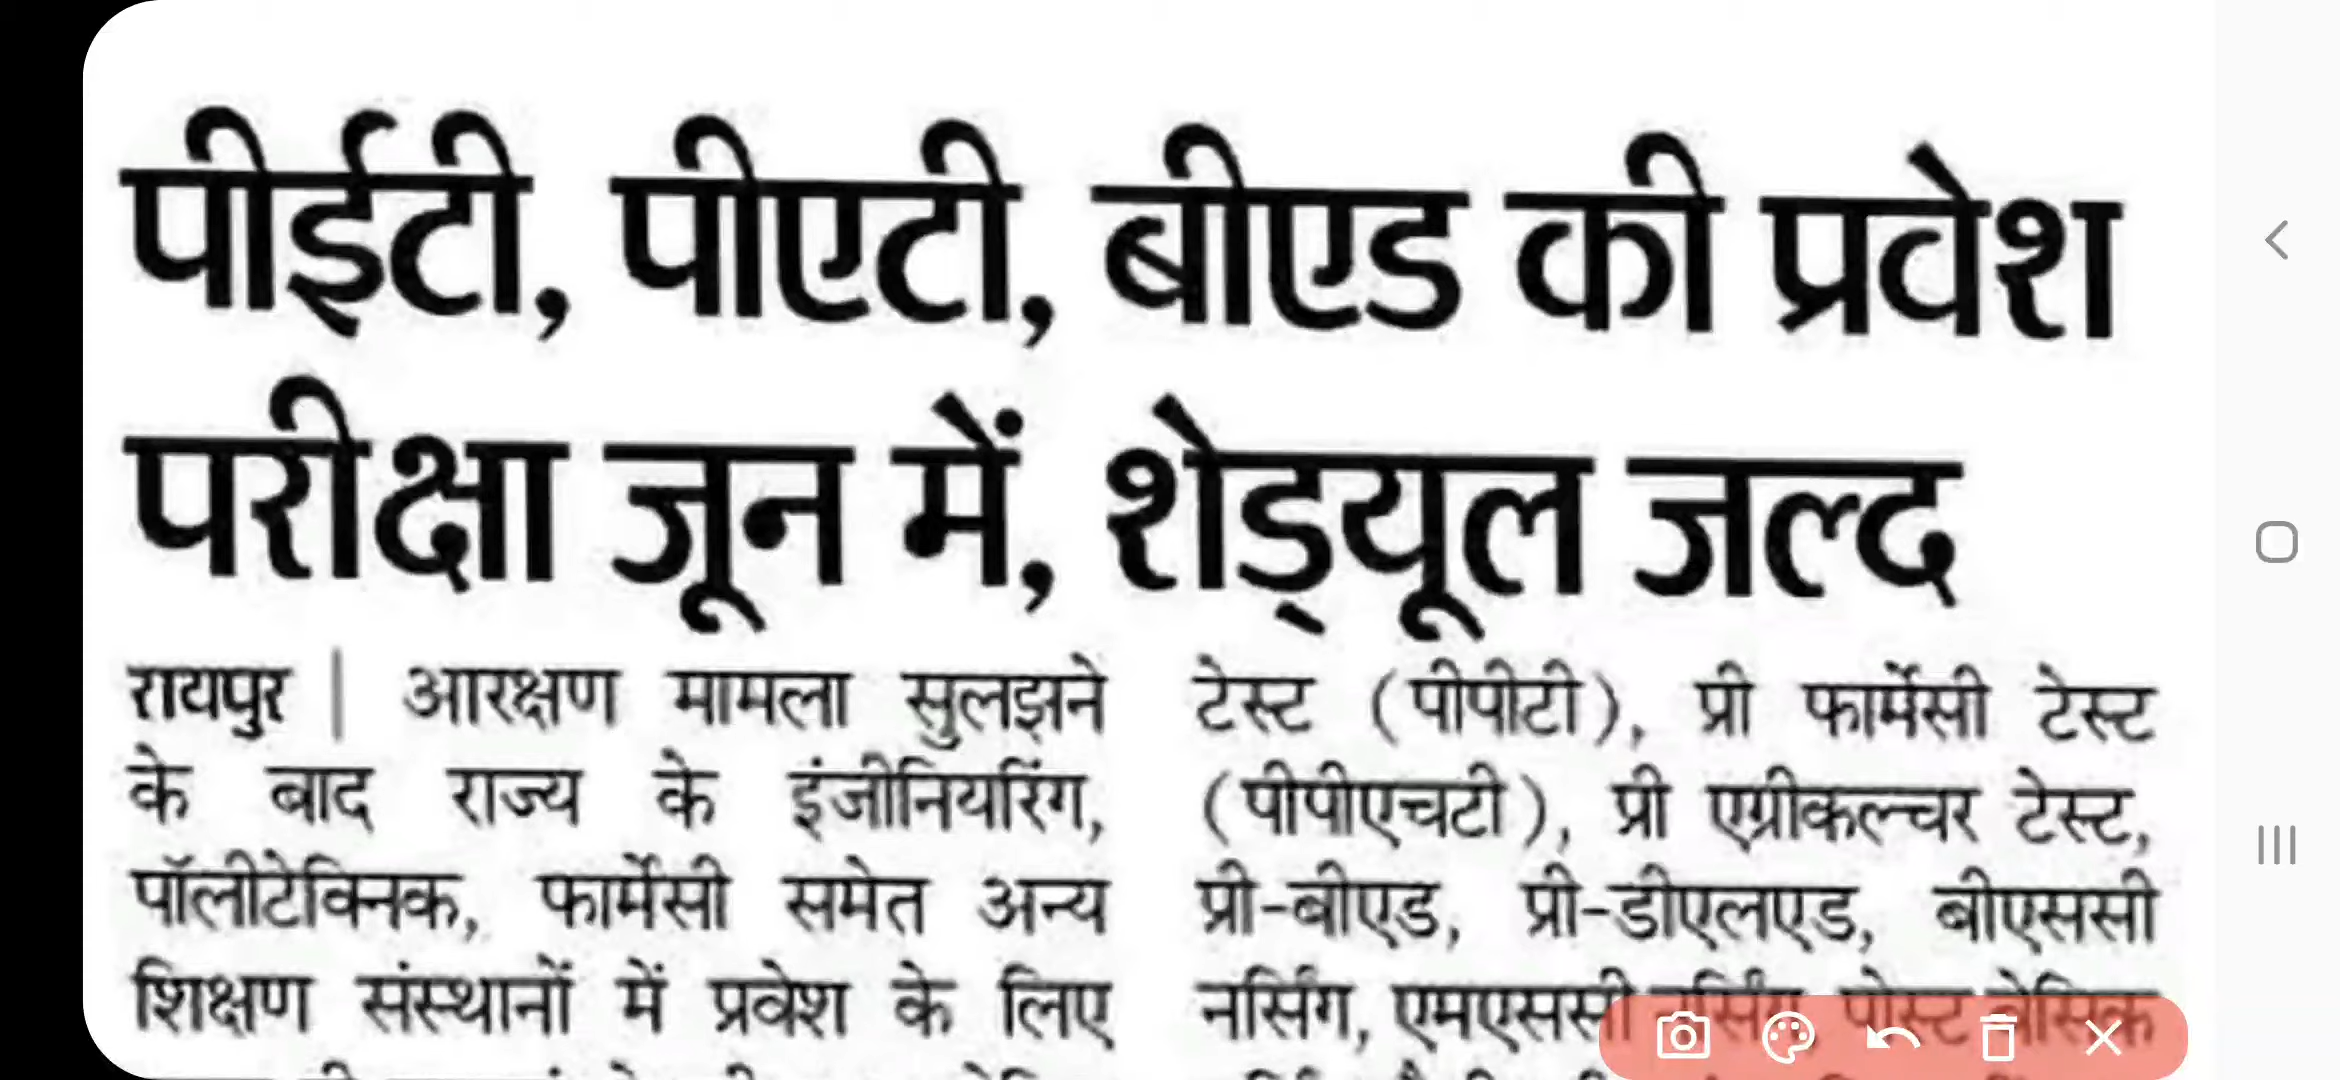 पीईटी, पीएटी, बीएड की प्रवेश
परीक्षा जून में, शेड्यूल जल्द
रायपुर | आरक्षण मामला सुलझने
के बाद राज्य के इंजीनियरिंग,
पॉलीटेक्निक, फार्मेसी समेत अन्य
शिक्षण संस्थानों में प्रवेश के लिए
टेस्ट (पीपीटी), प्री फार्मेसी टेस्ट
(पीपीएचटी), प्री एग्रीकल्चर टेस्ट,
प्री-बीएड, प्री-डीएलएड, बीएससी
नर्सिंग, एमएससी नर्सिंग, पोस्ट बेसिक